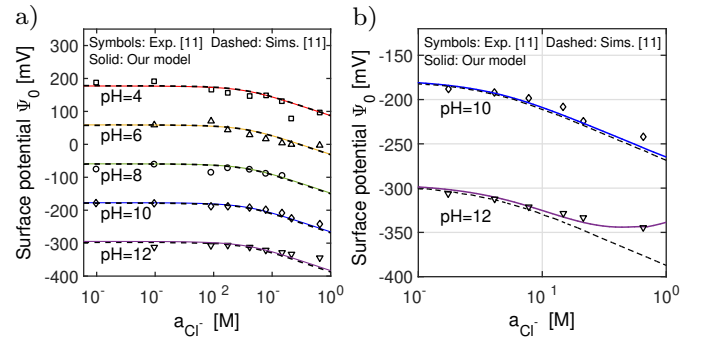 a)
Symbols: Exp. [11] Dashed: Sims. [11]
Solid: Our model
pH=4
pH=6
pH=8
pH=10
pH=12
300
200
100
0
-100
-200
-300
-400
Surface potential Ψ0 [mV]
10-
10-
10 2
10-
10 0
aCl- [M]
b)
Symbols: Exp. [11] Dashed: Sims. [11]
Solid: Our model
pH=10
pH=12
-150
-200
-250
-300
-350
-400
Surface potential Ψ0 [mV]
10-
10 1
10 0
aCl- [M]